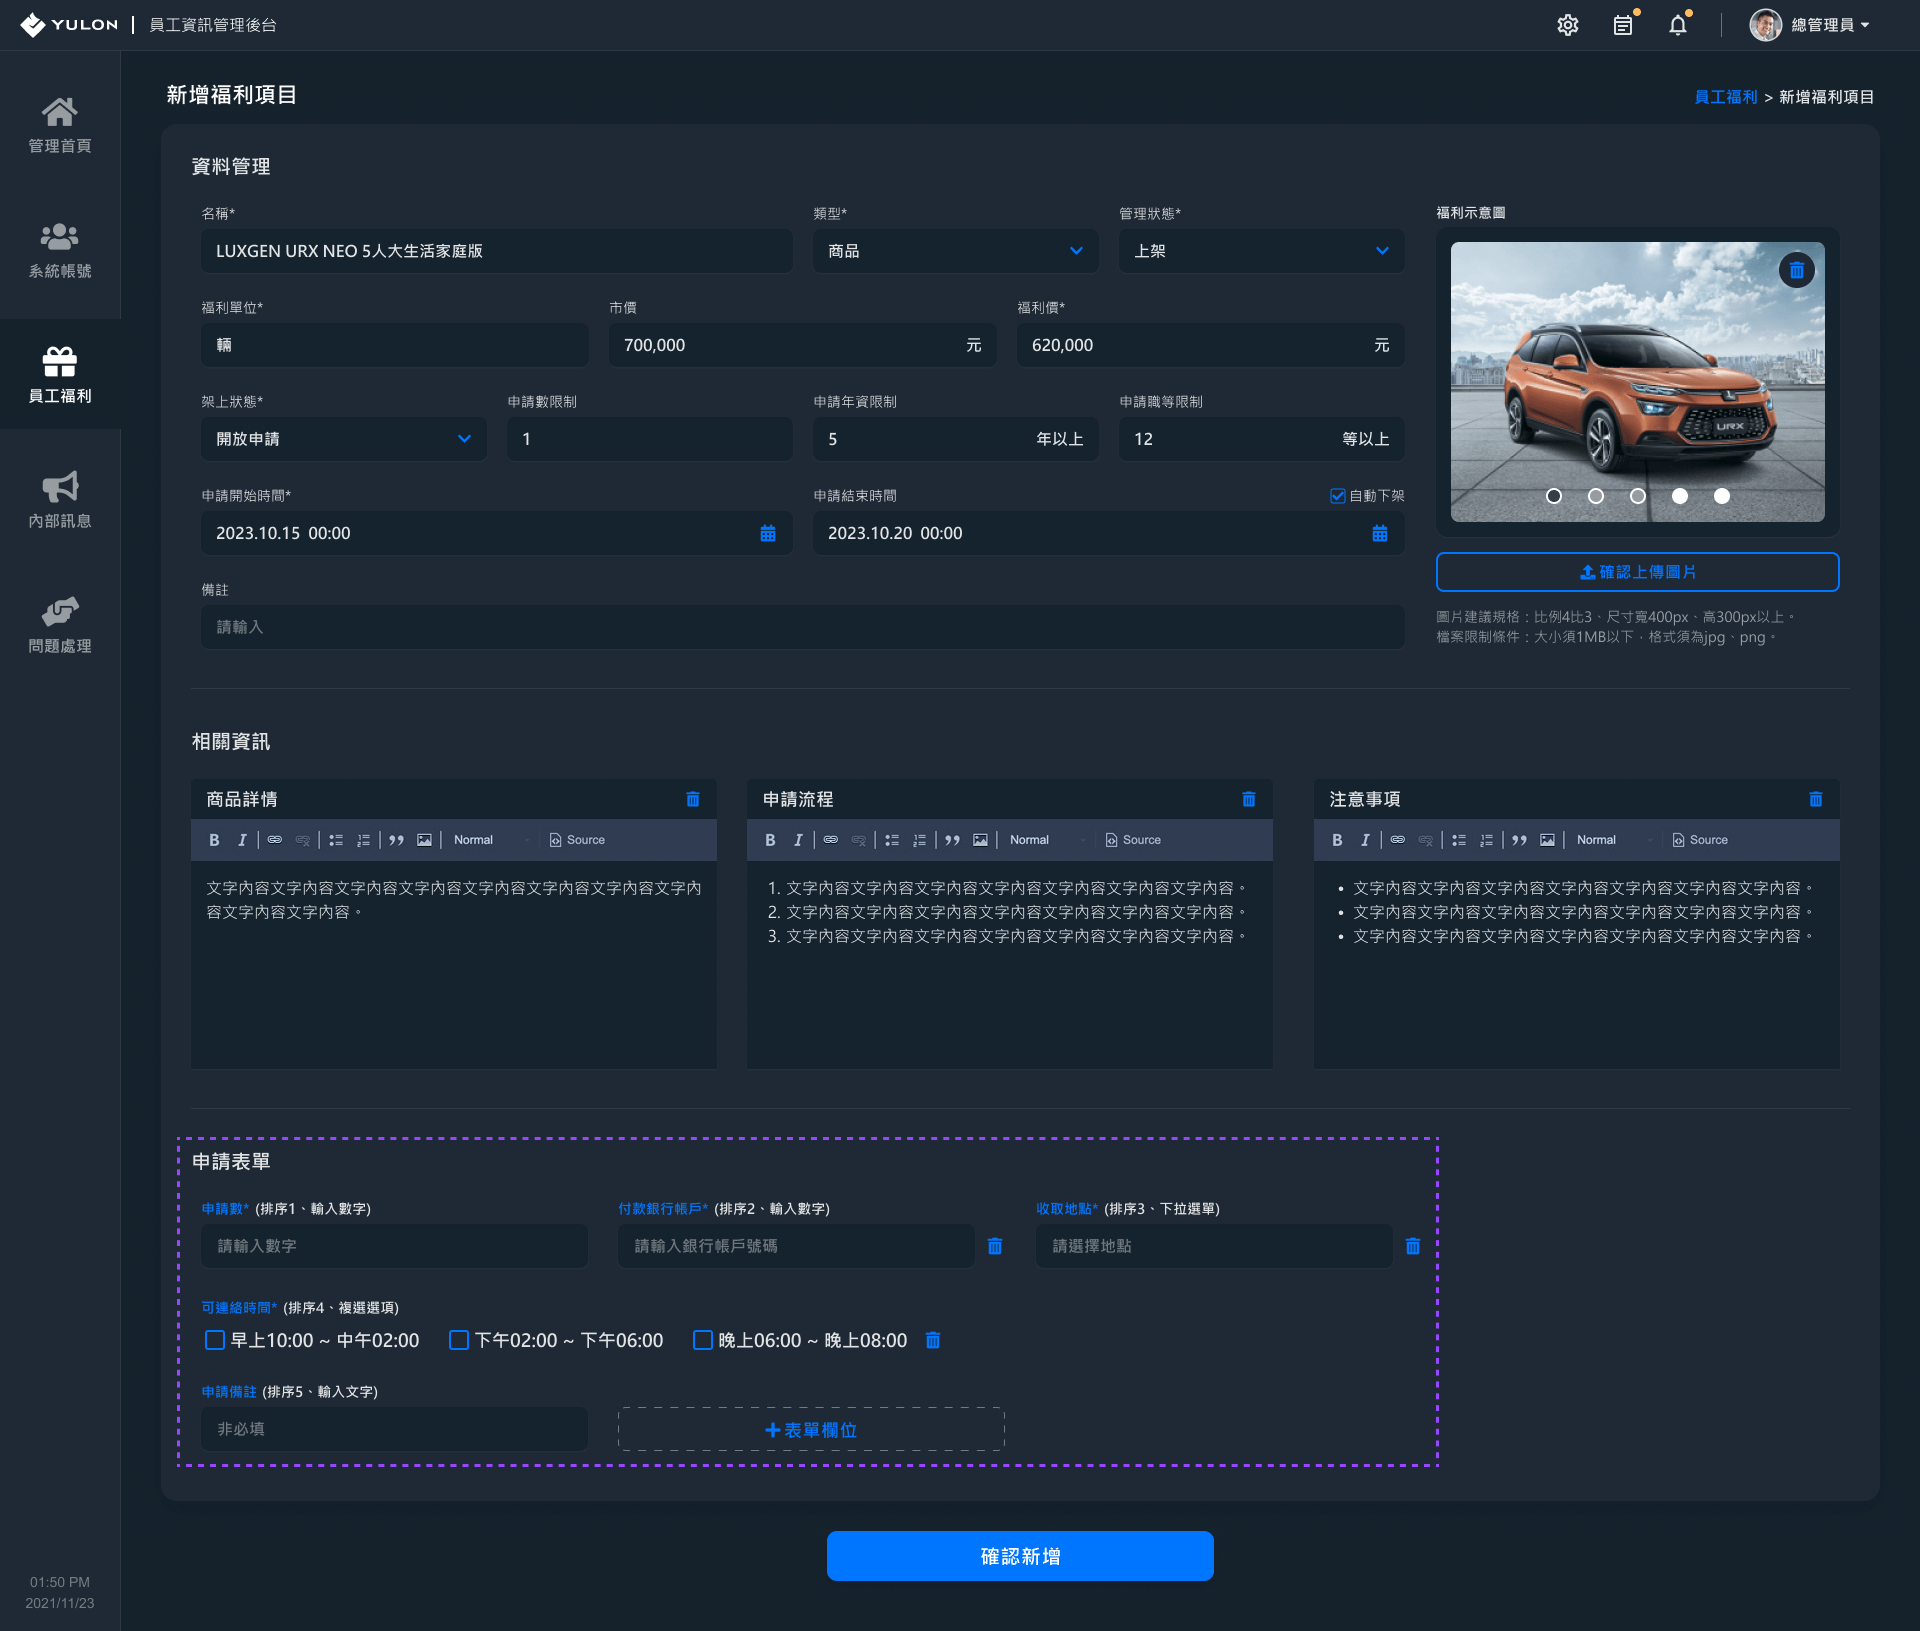 YULON
員工資訊管理後台
總管理員
管理首頁
系統帳號
員工福利
內部訊息
問題處理
01:50 PM
2021/11/23
新增福利項目
員工福利 > 新增福利項目
資料管理
名稱*
LUXGEN URX NEO 5人大生活家庭版
類型*
商品
管理狀態*
上架
福利單位*
輛
市價
700,000 元
福利價*
620,000 元
架上狀態*
開放申請
申請數限制
1
申請年資限制
5 年以上
申請職等限制
12 等以上
申請開始時間*
2023.10.15 00:00
申請結束時間
自動下架
2023.10.20 00:00
備註
請輸入
福利示意圖
URX
確認上傳圖片
圖片建議規格：比例4比3、尺寸寬400px、高300px以上。
檔案限制條件：大小須1MB以下，格式須為jpg、png。
相關資訊
商品詳情
B I Normal Source
文字內容文字內容文字內容文字內容文字內容文字內容文字內容文字內
容文字內容文字內容。
申請流程
B I Normal Source
1. 文字內容文字內容文字內容文字內容文字內容文字內容文字內容。
2. 文字內容文字內容文字內容文字內容文字內容文字內容文字內容。
3. 文字內容文字內容文字內容文字內容文字內容文字內容文字內容。
注意事項
B I Normal Source
• 文字內容文字內容文字內容文字內容文字內容文字內容文字內容。
• 文字內容文字內容文字內容文字內容文字內容文字內容文字內容。
• 文字內容文字內容文字內容文字內容文字內容文字內容文字內容。
申請表單
申請數* (排序1、輸入數字)
請輸入數字
付款銀行帳戶* (排序2、輸入數字)
請輸入銀行帳戶號碼
收取地點* (排序3、下拉選單)
請選擇地點
可連絡時間* (排序4、複選選項)
早上10:00 ~ 中午02:00
下午02:00 ~ 下午06:00
晚上06:00 ~ 晚上08:00
申請備註 (排序5、輸入文字)
非必填
表單欄位
確認新增